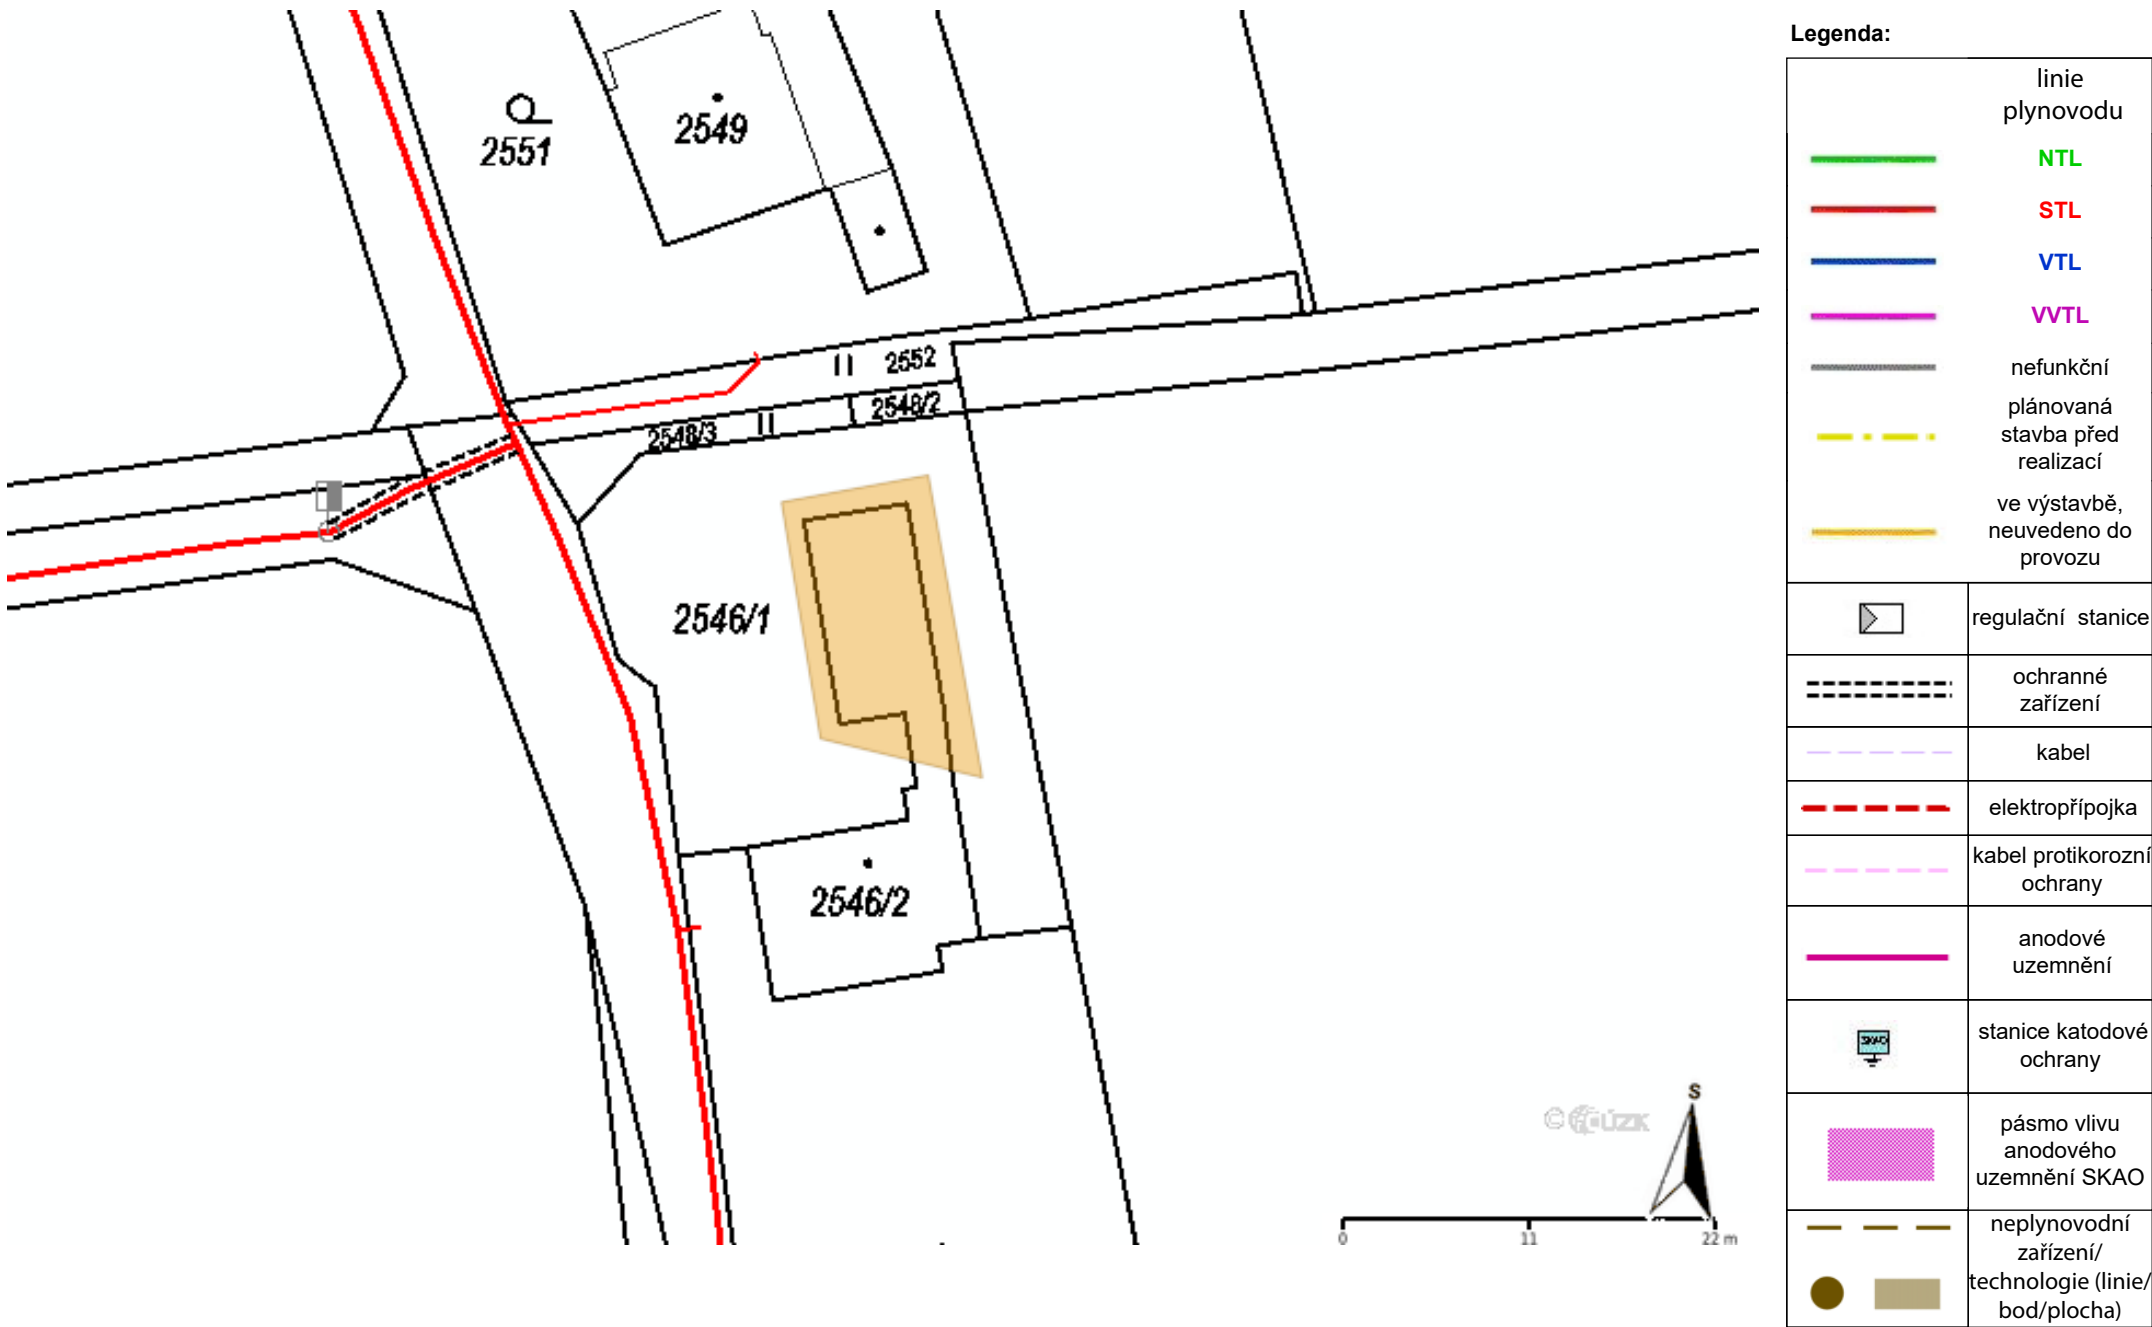 Legenda:
linie
plynovodu
NTL
STL
VTL
VVTL
nefunkční
plánovaná
stavba před
realizací
ve výstavbě,
neuvedeno do
provozu
regulační stanice
ochranné
zařízení
kabel
elektropřípojka
kabel protikorozní
ochrany
anodové
uzemnění
SKAO
stanice katodové
ochrany
pásmo vlivu
anodového
uzemnění SKAO
neplynovodní
zařízení/
technologie (linie/
bod/plocha)
2551
2549
2552
2548/2
2548/3
2546/1
2546/2
S
© ČÚZK
0 11 22 m